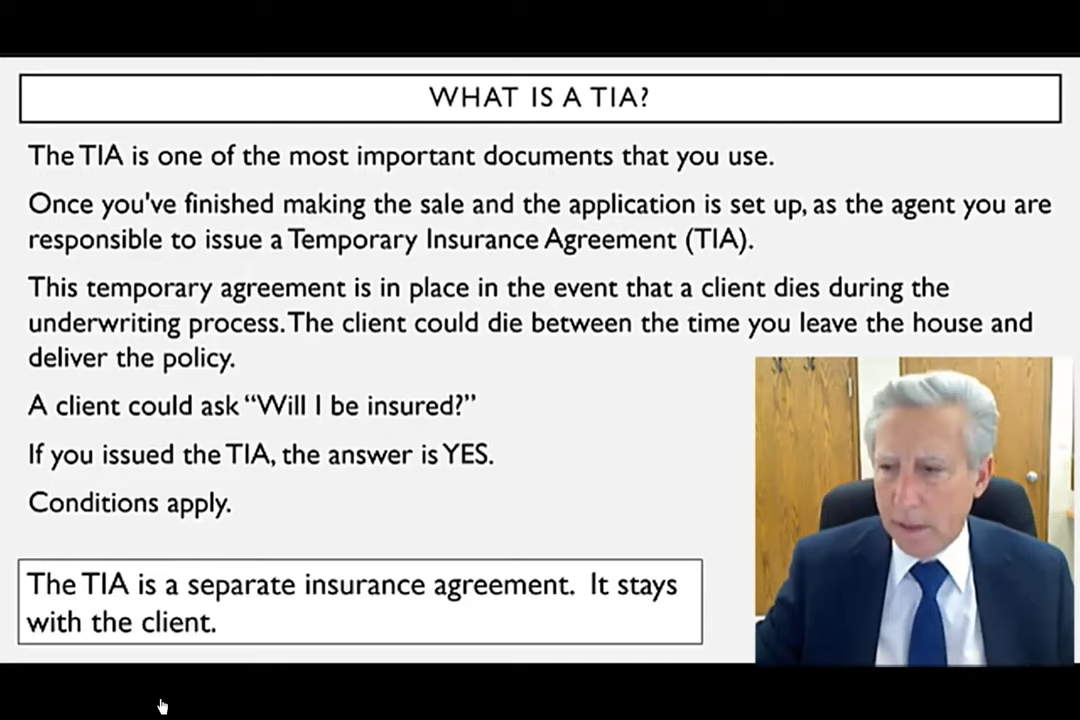 WHAT IS A TIA?
The TIA is one of the most important documents that you use.
Once you've finished making the sale and the application is set up, as the agent you are
responsible to issue a Temporary Insurance Agreement (TIA).
This temporary agreement is in place in the event that a client dies during the
underwriting process. The client could die between the time you leave the house and
deliver the policy.
A client could ask “Will I be insured?”
If you issued the TIA, the answer is YES.
Conditions apply.
The TIA is a separate insurance agreement. It stays
with the client.